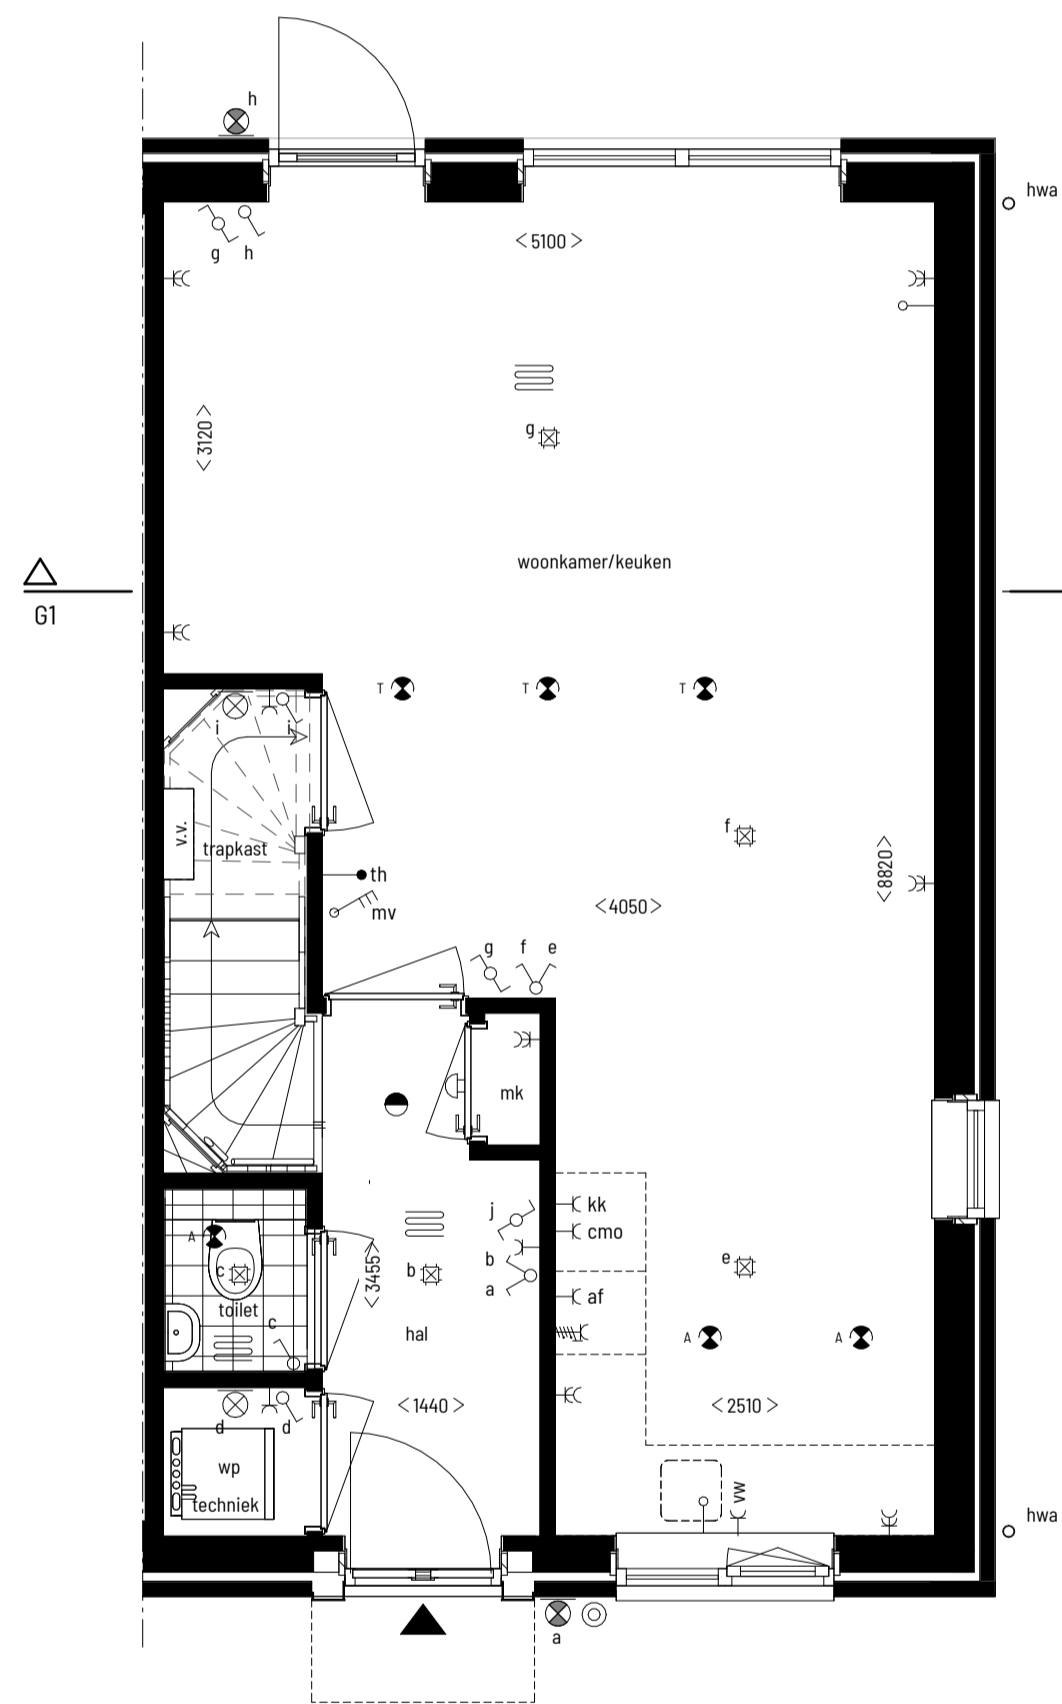 h
hwa
g h
<5100>
g
<3120>
woonkamer/keuken
G1
T T T
i i
f
v.v.
trapkast
<8820>
th
mv
<4050>
g f e
mk
kk
j
cmo
A
b
e
c b
<3455>
a
af
toilet
c
hal
A A
<1440>
<2510>
d d
wp
techniek
vw
hwa
a